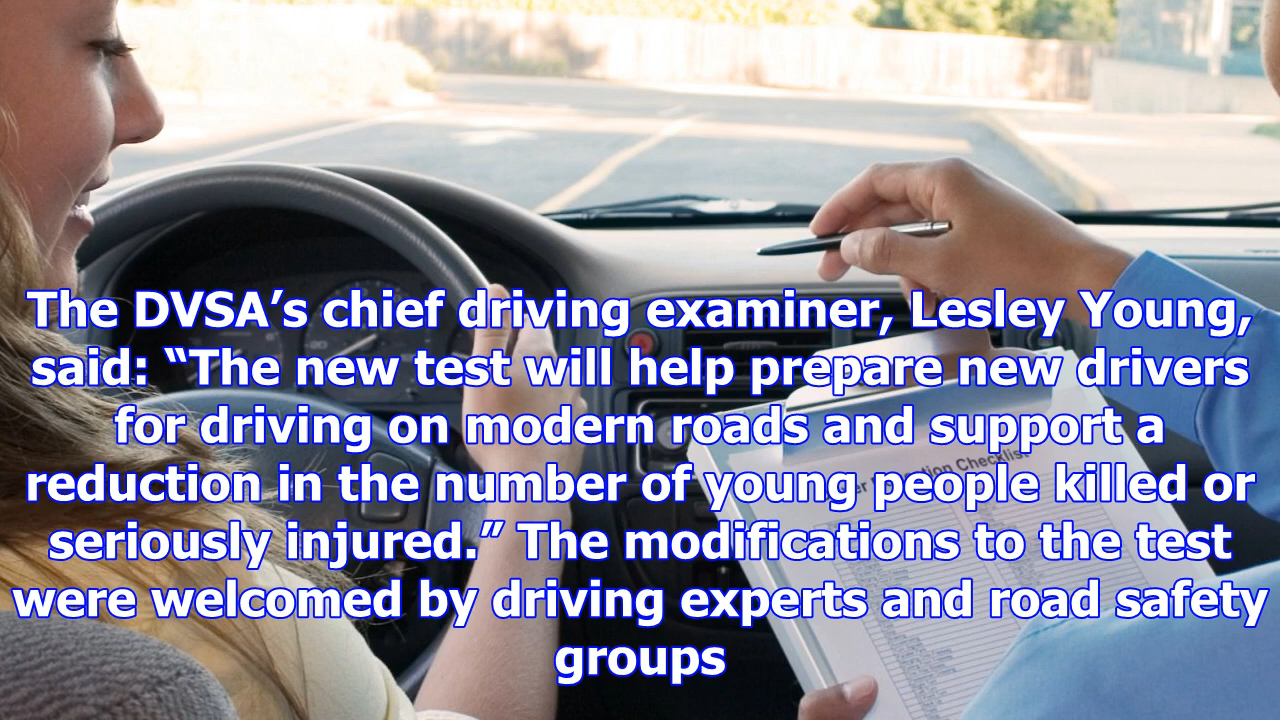 The DVSA’s chief driving examiner, Lesley Young,
said: “The new test will help prepare new drivers
for driving on modern roads and support a
reduction in the number of young people killed or
seriously injured.” The modifications to the test
were welcomed by driving experts and road safety
groups
Checklist